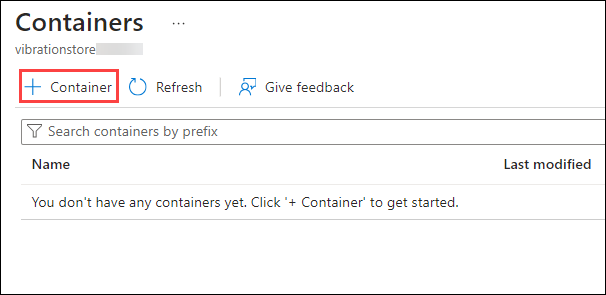 Containers ...
vibrationstore
+ Container Refresh Give feedback
Search containers by prefix
Name Last modified
You don't have any containers yet. Click '+ Container' to get started.